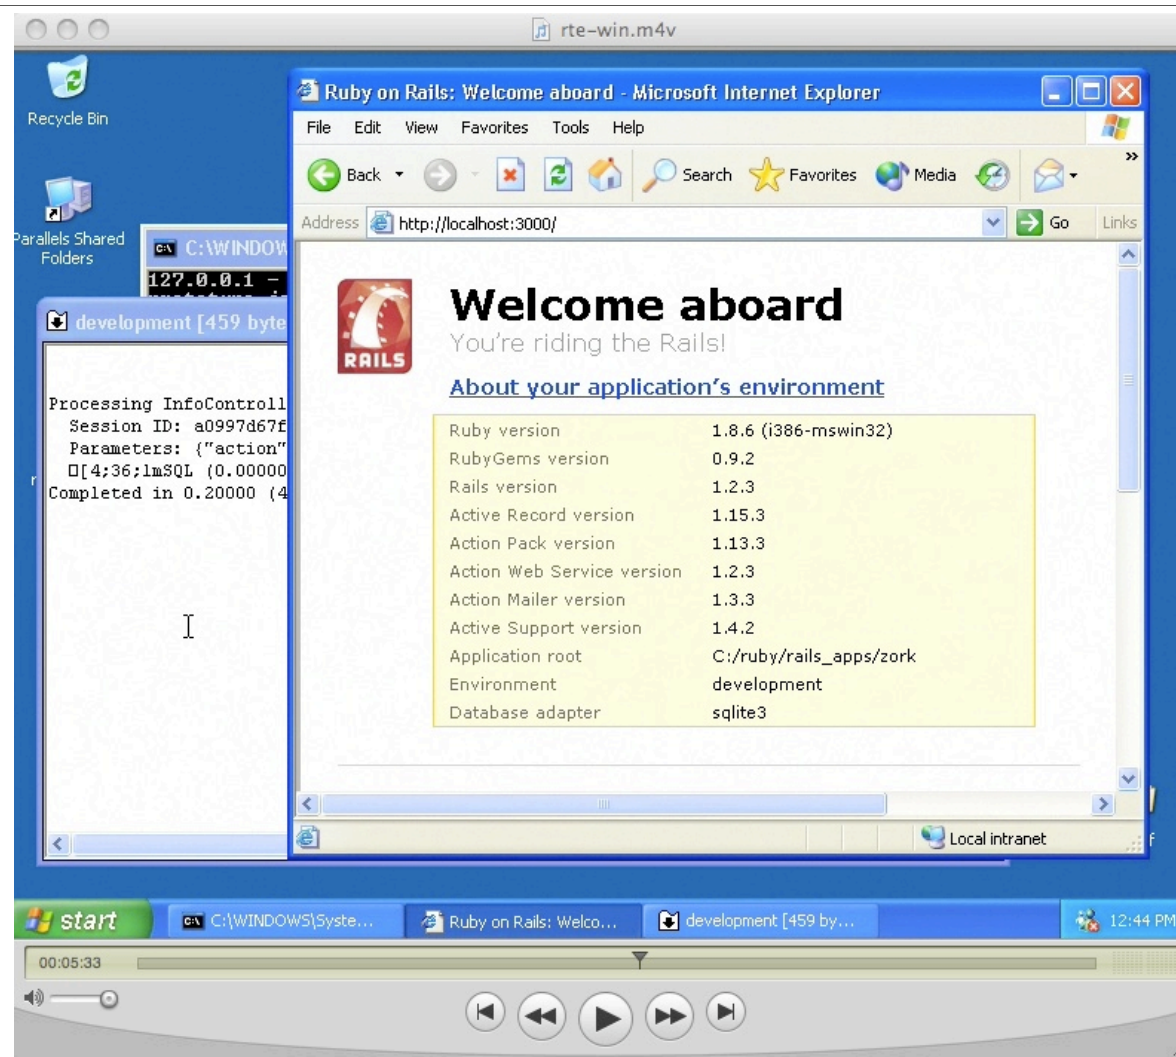 rte-win.m4v
Recycle Bin
Parallels Shared
Folders
C:\WINDOW
127.0.0.1 -
development [459 byte
Processing InfoControll
Session ID: a0997d67f
Parameters: {"action"
[4;36;1mSQL (0.00000
Completed in 0.20000 (4
Ruby on Rails: Welcome aboard - Microsoft Internet Explorer
File Edit View Favorites Tools Help
Back Search Favorites Media »
Address http://localhost:3000/ Go Links
RAILS
Welcome aboard
You're riding the Rails!
About your application's environment
Ruby version 1.8.6 (i386-mswin32)
RubyGems version 0.9.2
Rails version 1.2.3
Active Record version 1.15.3
Action Pack version 1.13.3
Action Web Service version 1.2.3
Action Mailer version 1.3.3
Active Support version 1.4.2
Application root C:/ruby/rails_apps/zork
Environment development
Database adapter sqlite3
Local intranet
f
start C:\WINDOWS\Syste... Ruby on Rails: Welco... development [459 by... 12:44 PM
00:05:33